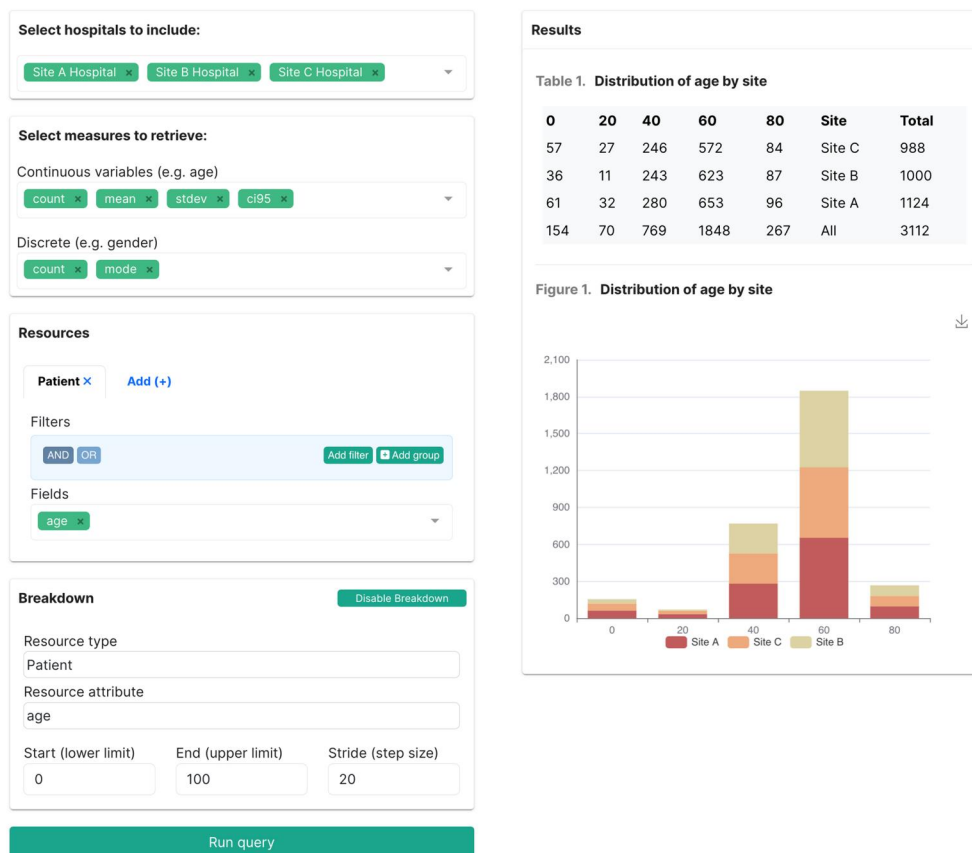 Select hospitals to include:
Site A Hospital × Site B Hospital × Site C Hospital ×
Select measures to retrieve:
Continuous variables (e.g. age)
count × mean × stdev × ci95 ×
Discrete (e.g. gender)
count × mode ×
Resources
Patient × Add (+)
Filters
AND OR Add filter Add group
Fields
age ×
Breakdown Disable Breakdown
Resource type
Patient
Resource attribute
age
Start (lower limit) End (upper limit) Stride (step size)
0 100 20
Run query
Results
Table 1. Distribution of age by site
0 20 40 60 80 Site Total
57 27 246 572 84 Site C 988
36 11 243 623 87 Site B 1000
61 32 280 653 96 Site A 1124
154 70 769 1848 267 All 3112
Figure 1. Distribution of age by site
2,100
1,800
1,500
1,200
900
600
300
0
0 20 40 60 80
Site A Site C Site B